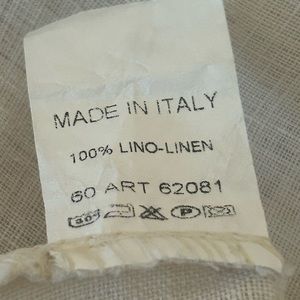 MADE IN ITALY
100% LINO-LINEN
60 ART 62081
P